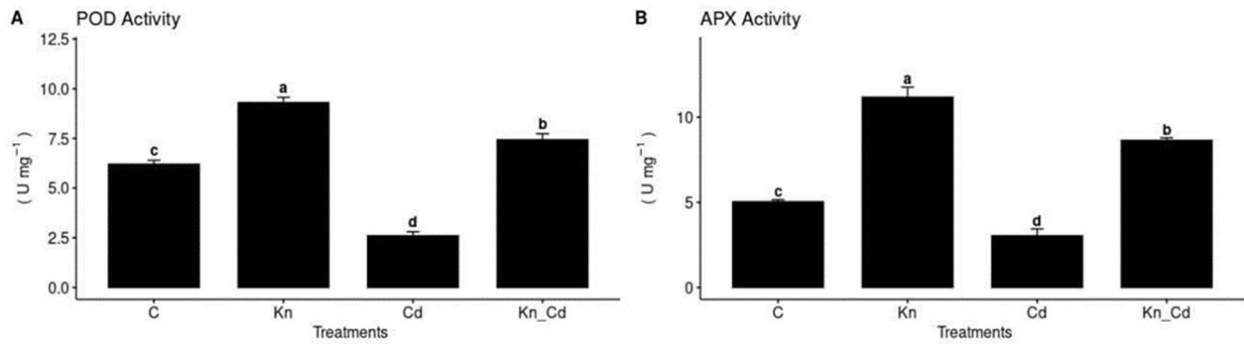 A POD Activity
12.5
10.0
7.5
5.0
2.5
0.0
( U mg⁻¹ )
c
a
d
b
C Kn Cd Kn_Cd
Treatments
B APX Activity
10
5
0
( U mg⁻¹ )
c
a
d
b
C Kn Cd Kn_Cd
Treatments